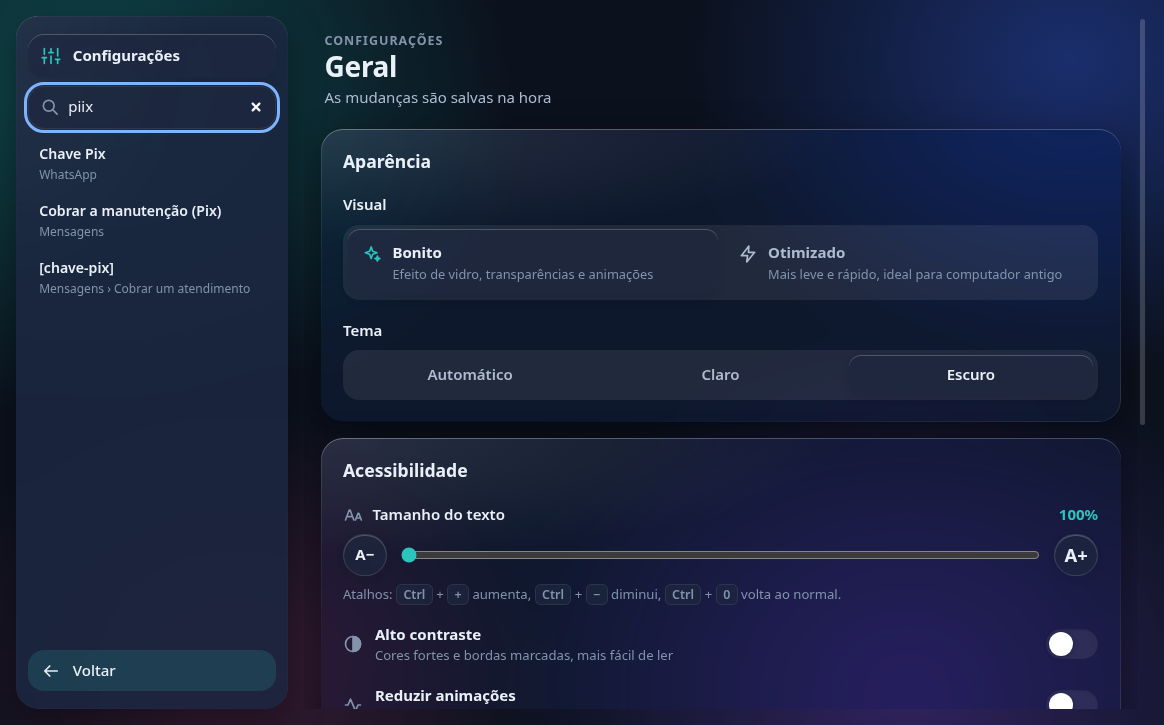 Configurações
piix
Chave Pix
WhatsApp
Cobrar a manutenção (Pix)
Mensagens
[chave-pix]
Mensagens › Cobrar um atendimento
Voltar
CONFIGURAÇÕES
Geral
As mudanças são salvas na hora
Aparência
Visual
Bonito
Efeito de vidro, transparências e animações
Otimizado
Mais leve e rápido, ideal para computador antigo
Tema
Automático
Claro
Escuro
Acessibilidade
Tamanho do texto
100%
A−
A+
Atalhos: Ctrl + + aumenta, Ctrl + − diminui, Ctrl + 0 volta ao normal.
Alto contraste
Cores fortes e bordas marcadas, mais fácil de ler
Reduzir animações